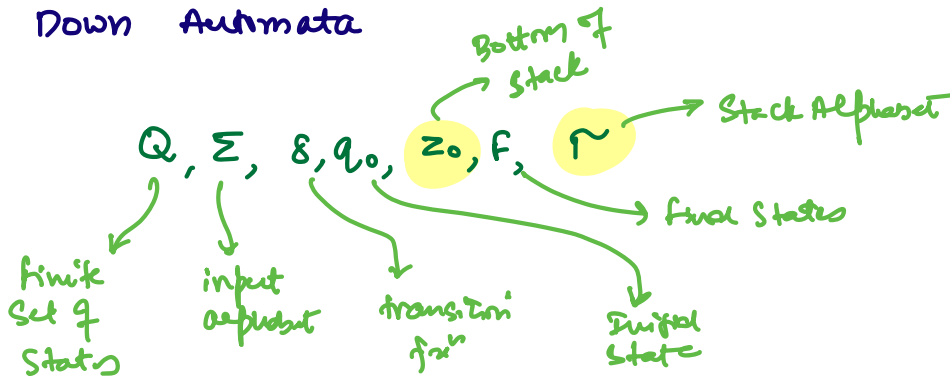 Down Automata
Bottom of
Stack
Stack Alphabet
Q, Σ, δ, q₀, z₀, F, Γ
final States
finite
Set of
States
input
alphabet
transition
fxⁿ
Initial
State